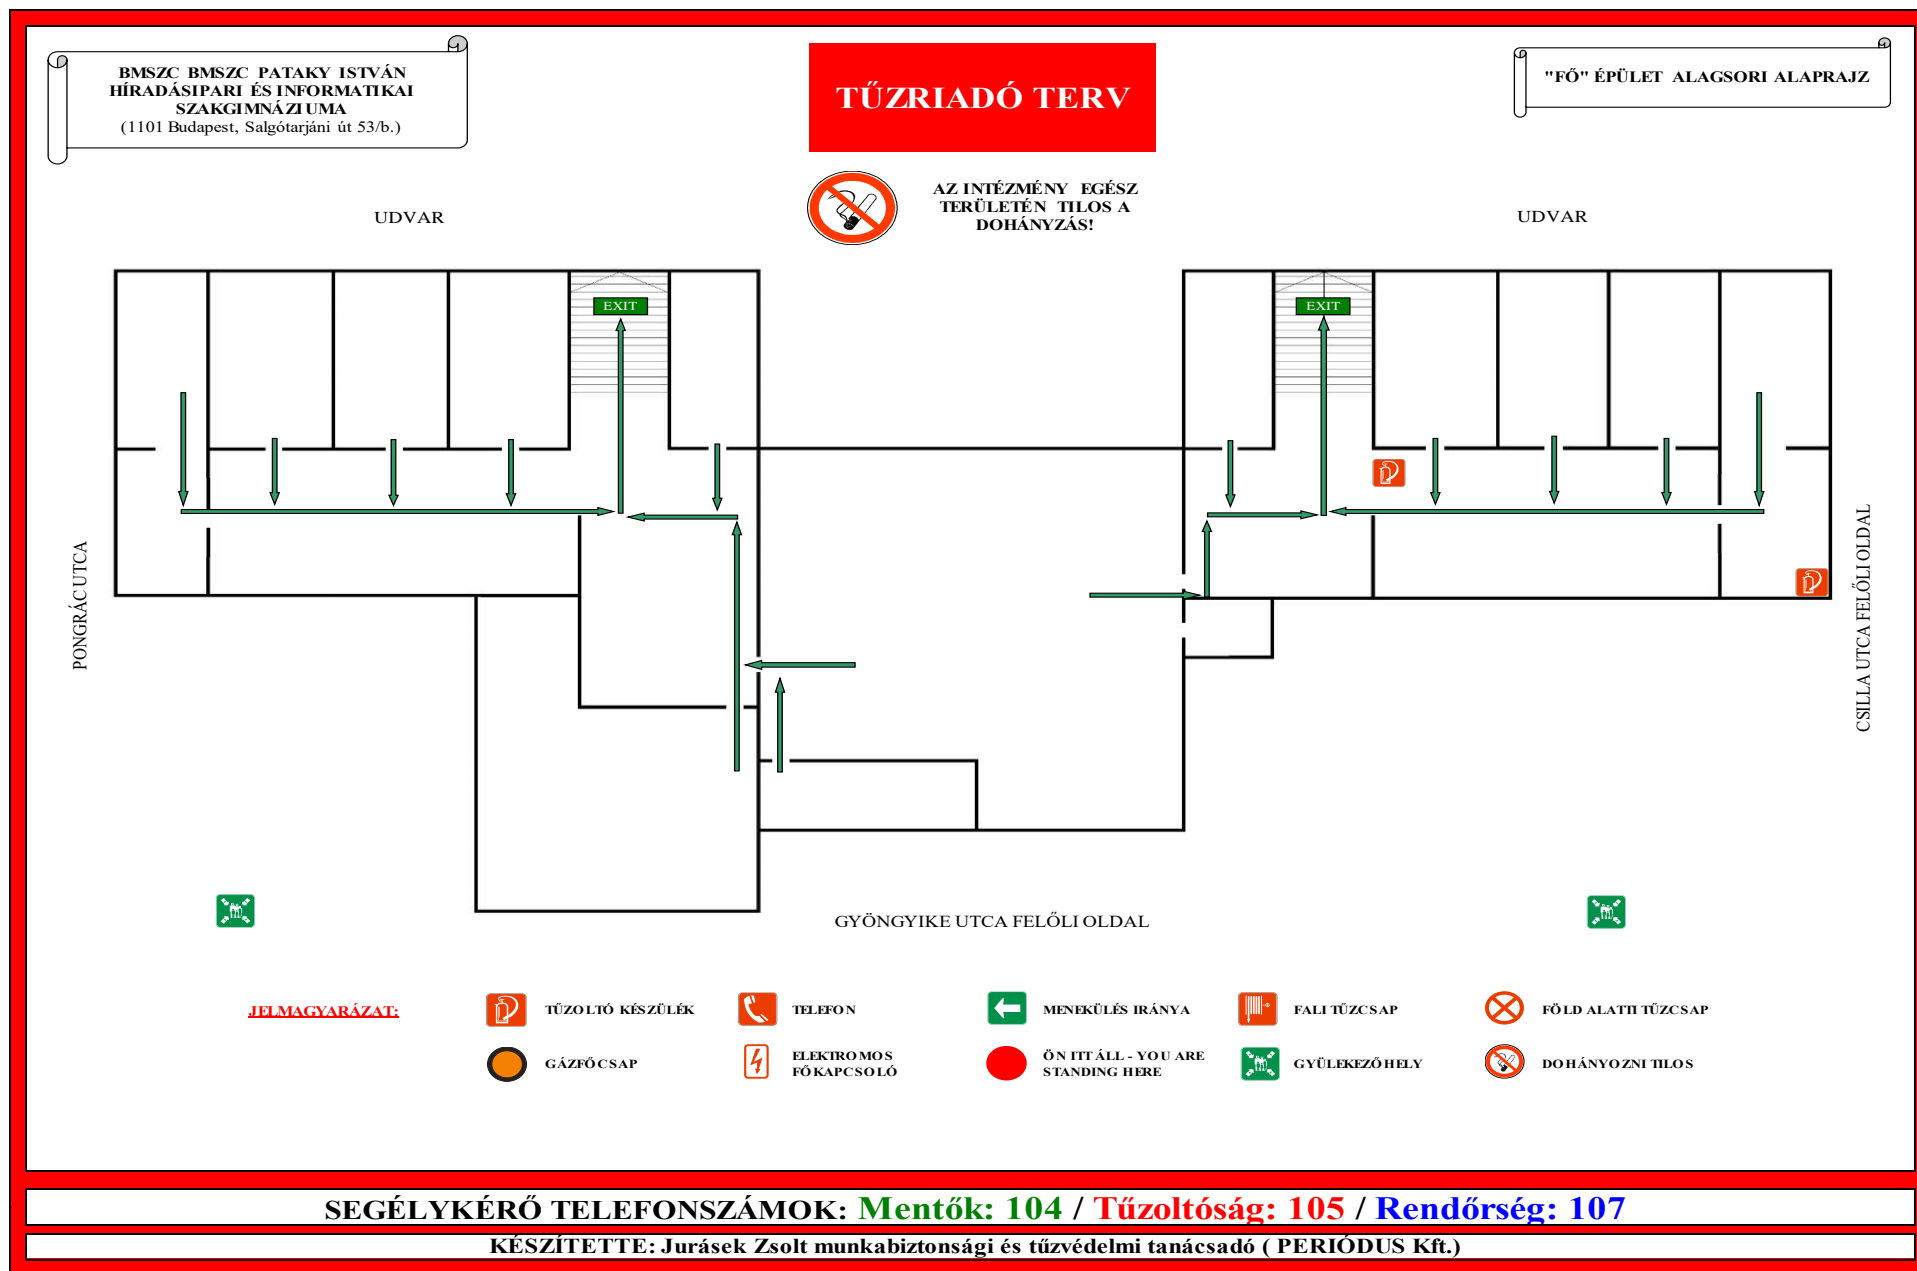 BMSZC BMSZC PATAKY ISTVÁN
HÍRADÁSIPARI ÉS INFORMATIKAI
SZAKGIMNÁZIUMA
(1101 Budapest, Salgótarjáni út 53/b.)
TŰZRIADÓ TERV
"FŐ" ÉPÜLET ALAGSORI ALAPRAJZ
AZ INTÉZMÉNY EGÉSZ
TERÜLETÉN TILOS A
DOHÁNYZÁS!
UDVAR
UDVAR
EXIT
EXIT
PONGRÁC UTCA
CSILLA UTCA FELŐLI OLDAL
GYÖNGYIKE UTCA FELŐLI OLDAL
JELMAGYARÁZAT:
TŰZOLTÓ KÉSZÜLÉK
TELEFON
MENEKÜLÉS IRÁNYA
FALI TŰZCSAP
FÖLD ALATTI TŰZCSAP
GÁZFŐCSAP
ELEKTROMOS
FŐKAPCSOLÓ
ÖN ITT ÁLL - YOU ARE
STANDING HERE
GYÜLEKEZŐHELY
DOHÁNYOZNI TILOS
SEGÉLYKÉRŐ TELEFONSZÁMOK: Mentők: 104 / Tűzoltóság: 105 / Rendőrség: 107
KÉSZÍTETTE: Jurásek Zsolt munkabiztonsági és tűzvédelmi tanácsadó ( PERIÓDUS Kft.)